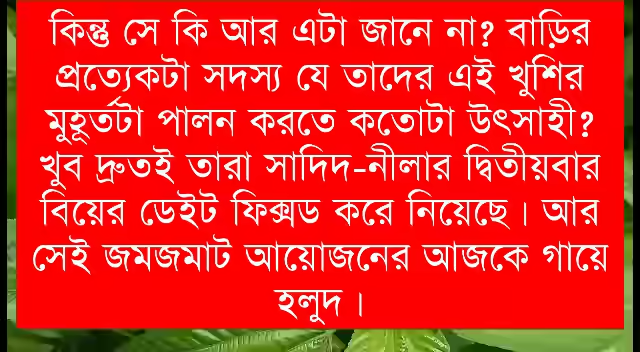 কিন্তু সে কি আর এটা জানে না? বাড়ির
প্রত্যেকটা সদস্য যে তাদের এই খুশির
মুহূর্তটা পালন করতে কতোটা উৎসাহী?
খুব দ্রুতই তারা সাদিদ-নীলার দ্বিতীয়বার
বিয়ের ডেইট ফিক্সড করে নিয়েছে। আর
সেই জমজমাট আয়োজনের আজকে গায়ে
হলুদ।